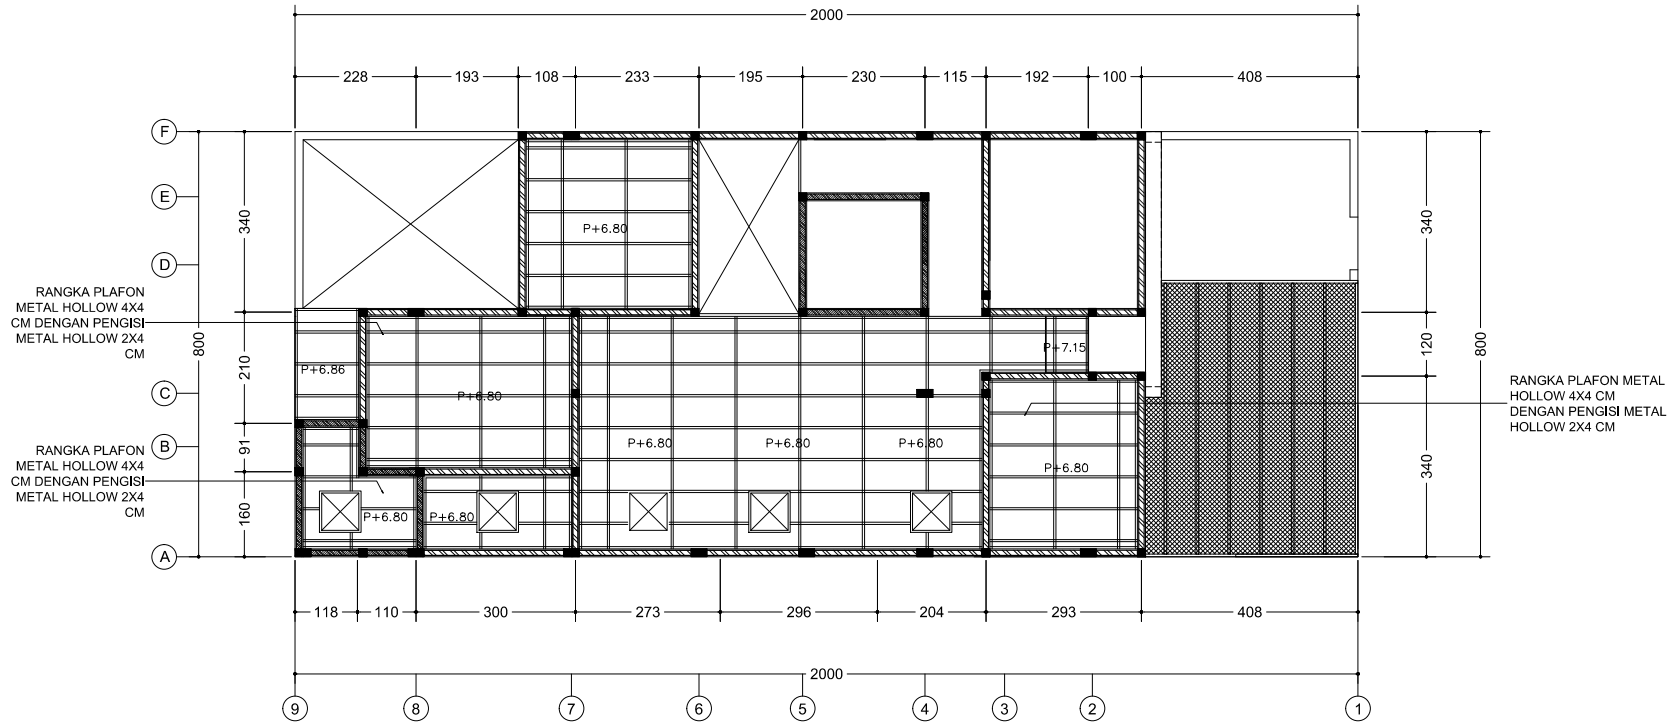 2000
228
193
108
233
195
230
115
192
100
408
F
E
D
C
B
A
800
340
210
91
160
RANGKA PLAFON
METAL HOLLOW 4X4
CM DENGAN PENGISI
METAL HOLLOW 2X4
CM
RANGKA PLAFON
METAL HOLLOW 4X4
CM DENGAN PENGISI
METAL HOLLOW 2X4
CM
P+6.80
P+7.15
P+6.86
P+6.80
P+6.80
P+6.80
P+6.80
P+6.80
P+6.80
P+6.80
340
120
340
800
RANGKA PLAFON METAL
HOLLOW 4X4 CM
DENGAN PENGISI METAL
HOLLOW 2X4 CM
118
110
300
273
296
204
293
408
2000
9
8
7
6
5
4
3
2
1